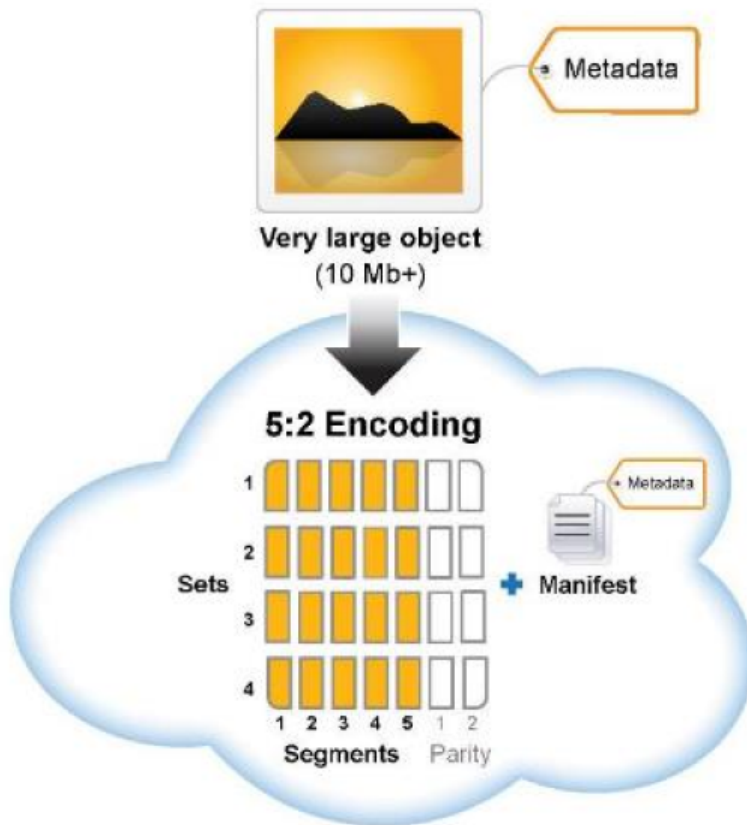 Metadata
Very large object
(10 Mb+)
5:2 Encoding
1
Metadata
2
Sets
Manifest
3
4
1 2 3 4 5 1 2
Segments Parity